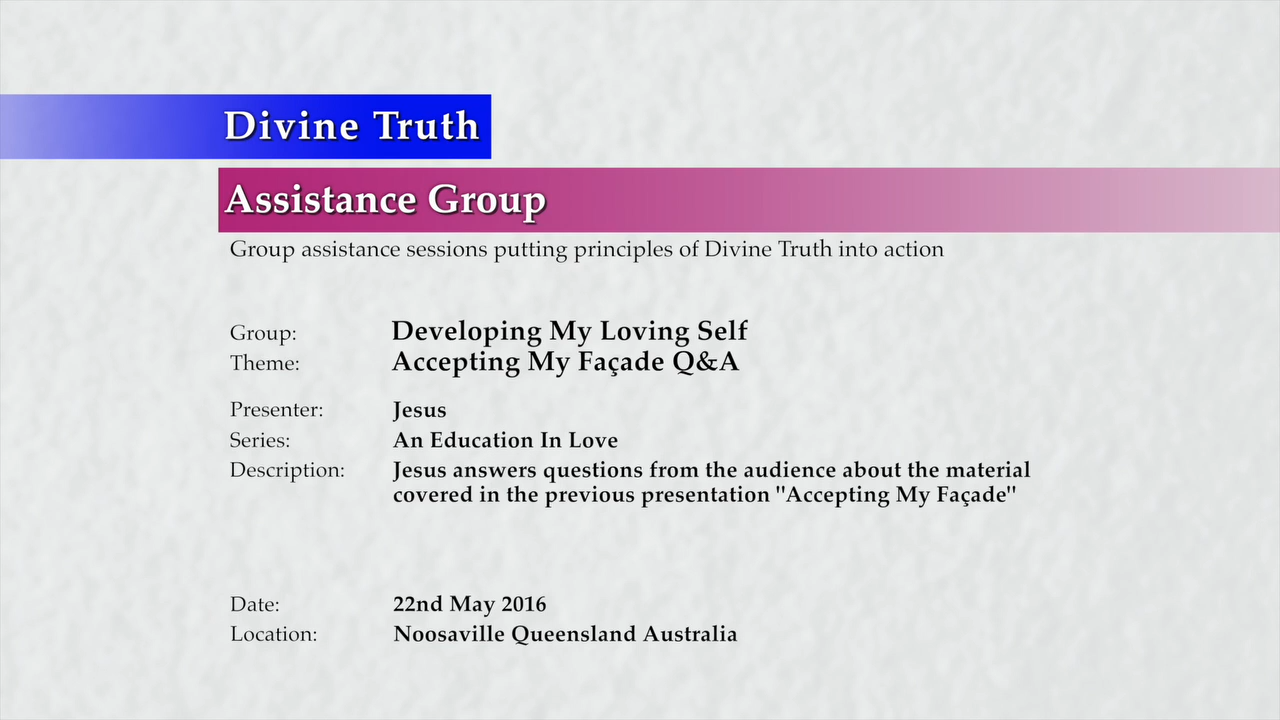 Divine Truth
Assistance Group
Group assistance sessions putting principles of Divine Truth into action
Group: Developing My Loving Self
Theme: Accepting My Façade Q&A
Presenter: Jesus
Series: An Education In Love
Description: Jesus answers questions from the audience about the material
covered in the previous presentation "Accepting My Façade"
Date: 22nd May 2016
Location: Noosaville Queensland Australia